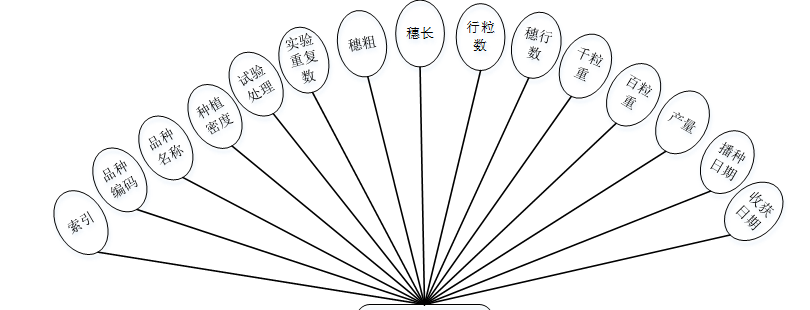 索引
品种
编码
品种
名称
种植
密度
试验
处理
实验
重复
数
穗粗
穗长
行粒
数
穗行
数
千粒
重
百粒
重
产量
播种
日期
收获
日期